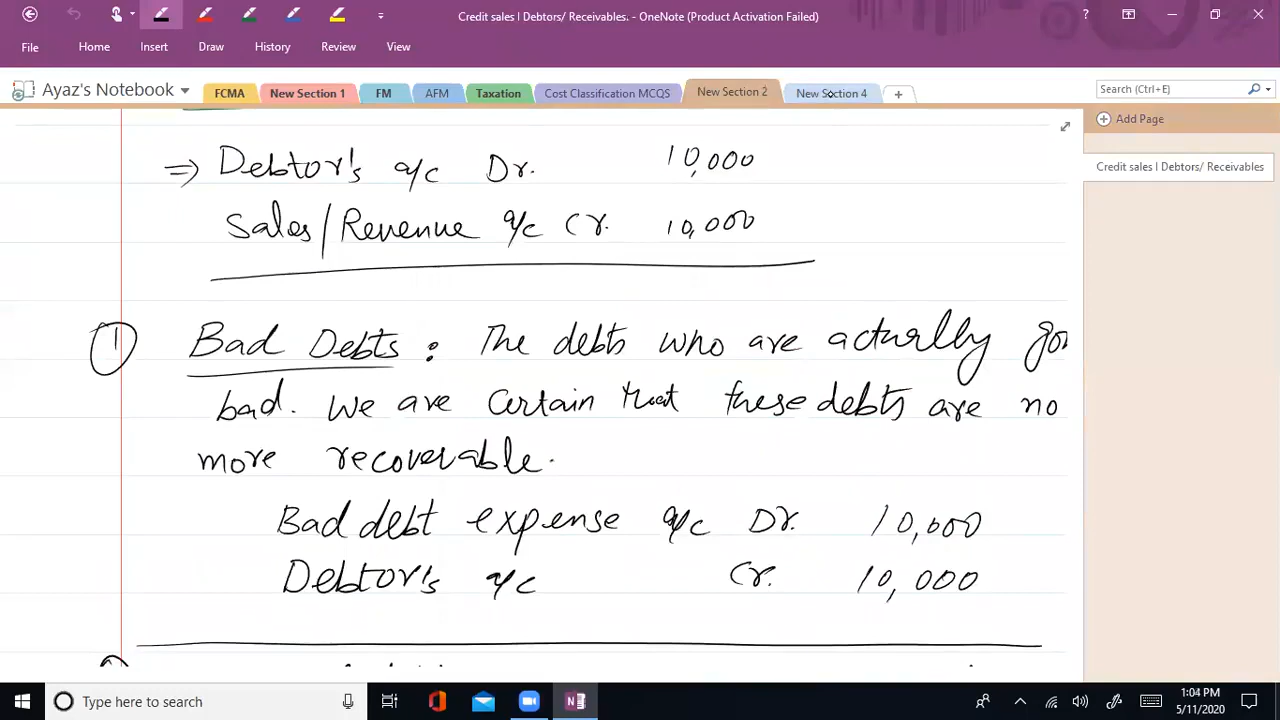 Credit sales l Debtors/ Receivables. - OneNote (Product Activation Failed)
File Home Insert Draw History Review View
Ayaz's Notebook FCMA New Section 1 FM AFM Taxation Cost Classification MCQS New Section 2 New Section 4 + Search (Ctrl+E)
Add Page
Credit sales l Debtors/ Receivables
⇒ Debtor's a/c Dr. 10,000
Sales/Revenue a/c Cr. 10,000
① Bad Debts : The debts who are actually
bad. We are certain that these debts are no
more recoverable.
Bad debt expense a/c Dr. 10,000
Debtor's a/c Cr. 10,000
Type here to search
1:04 PM
5/11/2020